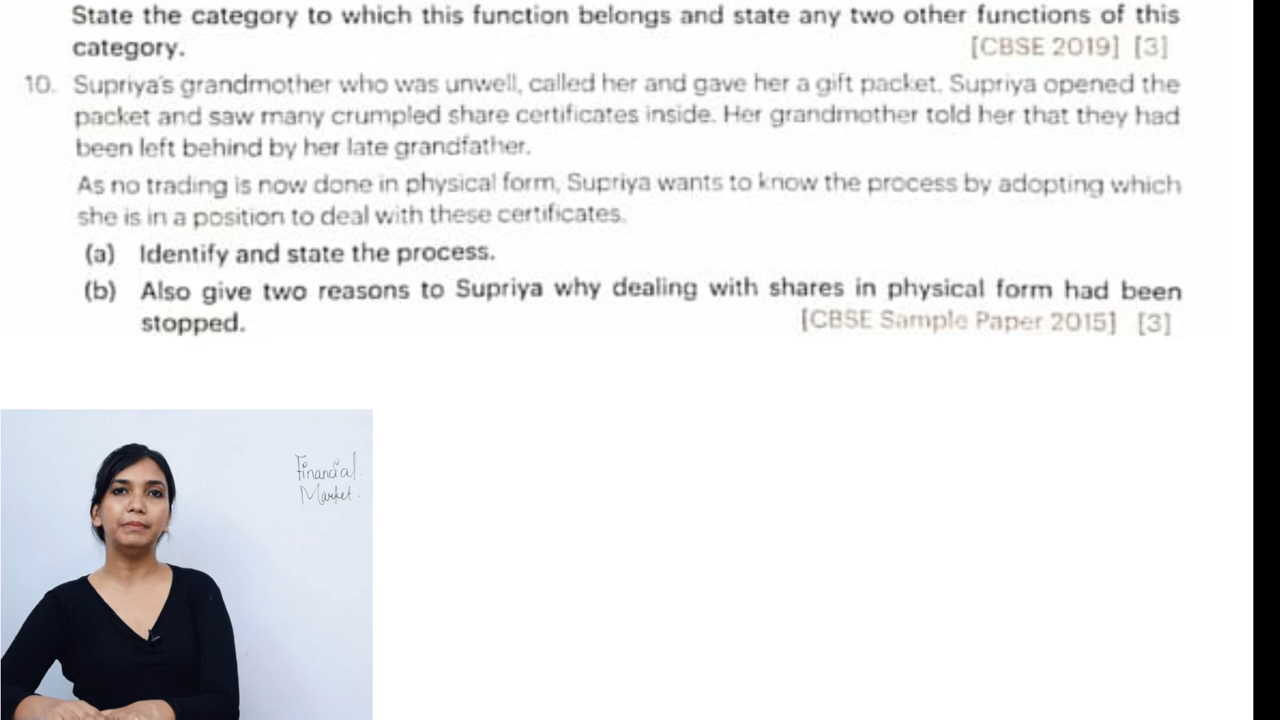 State the category to which this function belongs and state any two other functions of this
category. [CBSE 2019] [3]
10. Supriya's grandmother who was unwell, called her and gave her a gift packet. Supriya opened the
packet and saw many crumpled share certificates inside. Her grandmother told her that they had
been left behind by her late grandfather.
As no trading is now done in physical form, Supriya wants to know the process by adopting which
she is in a position to deal with these certificates.
(a) Identify and state the process.
(b) Also give two reasons to Supriya why dealing with shares in physical form had been
stopped. [CBSE Sample Paper 2015] [3]
Financial
Market.